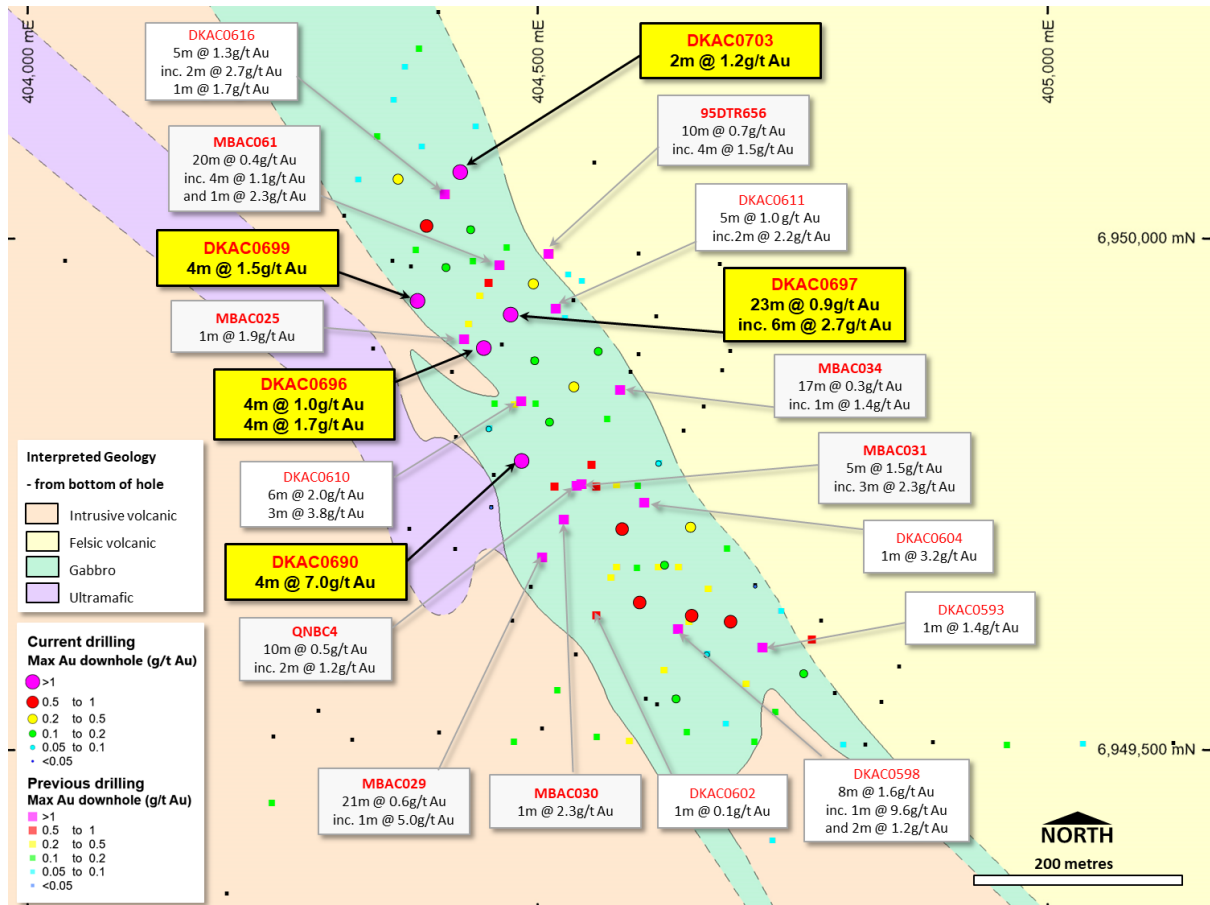 404,000 mE
404,500 mE
405,000 mE
DKAC0616
5m @ 1.3g/t Au
inc. 2m @ 2.7g/t Au
1m @ 1.7g/t Au
DKAC0703
2m @ 1.2g/t Au
95DTR656
10m @ 0.7g/t Au
inc. 4m @ 1.5g/t Au
MBAC061
20m @ 0.4g/t Au
inc. 4m @ 1.1g/t Au
and 1m @ 2.3g/t Au
DKAC0611
5m @ 1.0 g/t Au
inc.2m @ 2.2g/t Au
6,950,000 mN
DKAC0699
4m @ 1.5g/t Au
DKAC0697
23m @ 0.9g/t Au
inc. 6m @ 2.7g/t Au
MBAC025
1m @ 1.9g/t Au
DKAC0696
4m @ 1.0g/t Au
4m @ 1.7g/t Au
MBAC034
17m @ 0.3g/t Au
inc. 1m @ 1.4g/t Au
MBAC031
5m @ 1.5g/t Au
inc. 3m @ 2.3g/t Au
DKAC0610
6m @ 2.0g/t Au
3m @ 3.8g/t Au
DKAC0604
1m @ 3.2g/t Au
DKAC0690
4m @ 7.0g/t Au
DKAC0593
1m @ 1.4g/t Au
QNBC4
10m @ 0.5g/t Au
inc. 2m @ 1.2g/t Au
6,949,500 mN
MBAC029
21m @ 0.6g/t Au
inc. 1m @ 5.0g/t Au
MBAC030
1m @ 2.3g/t Au
DKAC0602
1m @ 0.1g/t Au
DKAC0598
8m @ 1.6g/t Au
inc. 1m @ 9.6g/t Au
and 2m @ 1.2g/t Au
Interpreted Geology
- from bottom of hole
Intrusive volcanic
Felsic volcanic
Gabbro
Ultramafic
Current drilling
Max Au downhole (g/t Au)
>1
0.5 to 1
0.2 to 0.5
0.1 to 0.2
0.05 to 0.1
<0.05
Previous drilling
Max Au downhole (g/t Au)
>1
0.5 to 1
0.2 to 0.5
0.1 to 0.2
0.05 to 0.1
<0.05
NORTH
200 metres